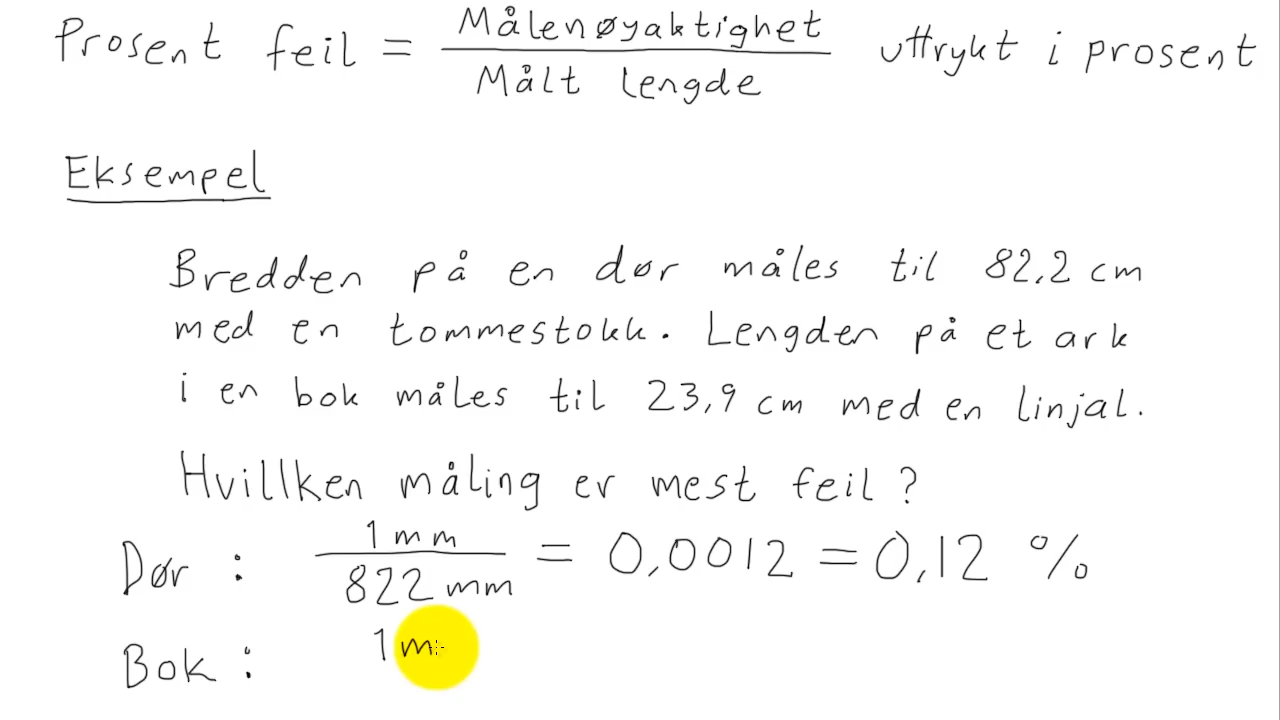 Prosent feil = Målenøyaktighet / Målt lengde uttrykt i prosent
Eksempel
Bredden på en dør måles til 82,2 cm
med en tommestokk. Lengden på et ark
i en bok måles til 23,9 cm med en linjal.
Hvillken måling er mest feil?
Dør : 1 mm / 822 mm = 0,0012 = 0,12 %
Bok : 1 m